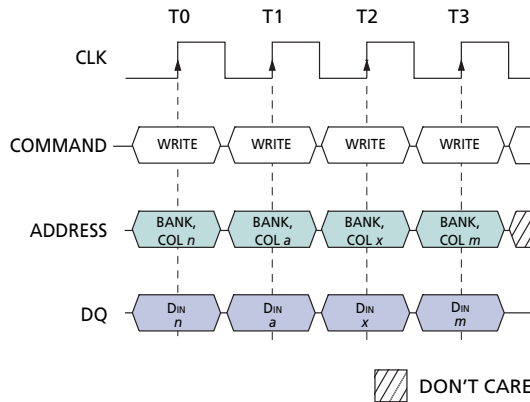 T0 T1 T2 T3
CLK
COMMAND WRITE WRITE WRITE WRITE
ADDRESS BANK, COL n BANK, COL a BANK, COL x BANK, COL m
DQ DIN n DIN a DIN x DIN m
DON'T CARE